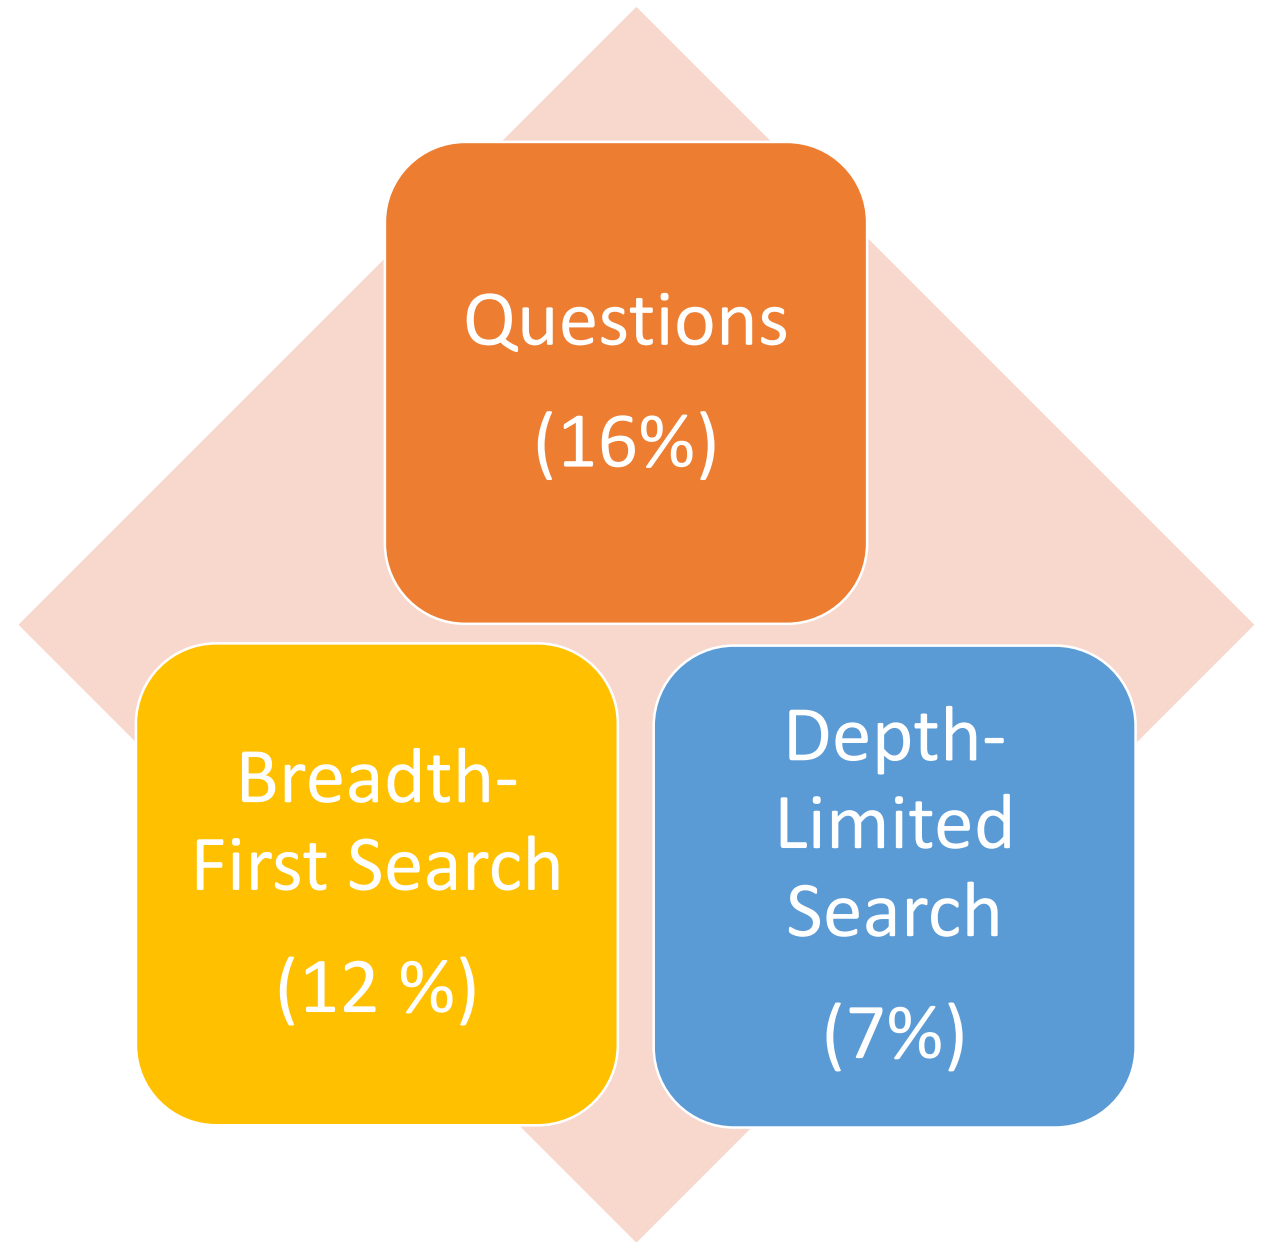 Questions
(16%)
Breadth-
First Search
(12 %)
Depth-
Limited
Search
(7%)